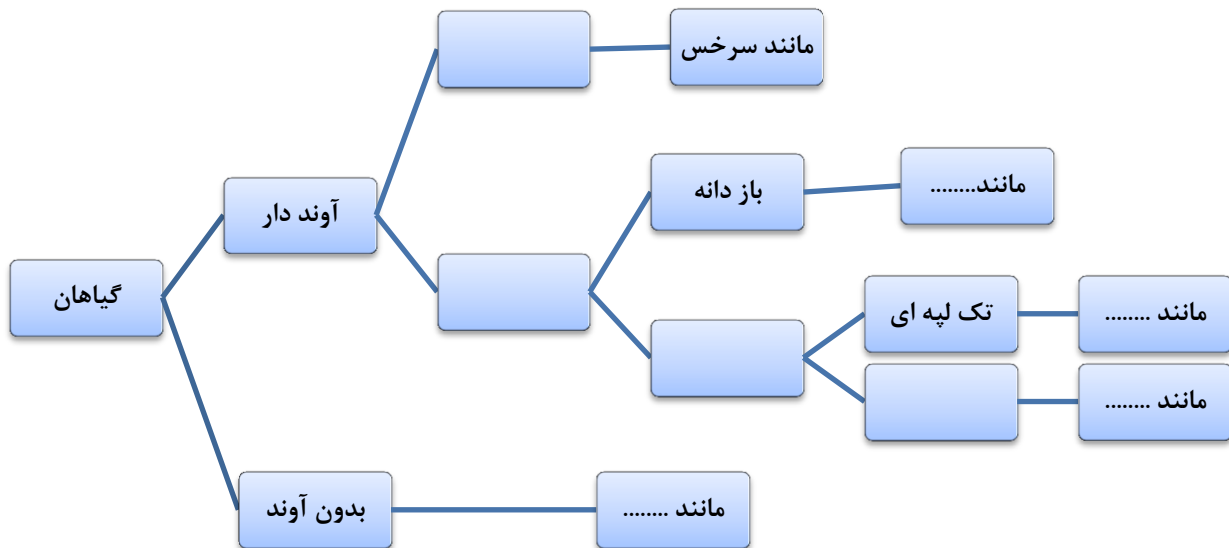 مانند سرخس
باز دانه
مانند........
آوند دار
گیاهان
تک لپه ای
مانند ........
مانند ........
بدون آوند
مانند ........